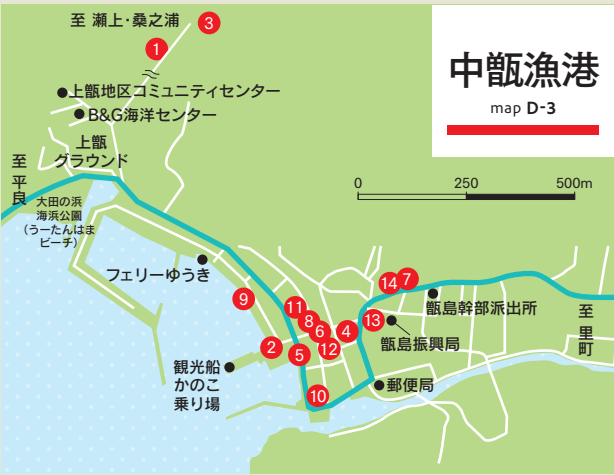 中甑漁港
map D-3
0 250 500m
至 瀬上・桑之浦
3
1
上甑地区コミュニティセンター
B&G海洋センター
上甑
グラウンド
至平良
大田の浜
海浜公園
(うーたんはま
ビーチ)
フェリーゆうき
9
11
8
6
4
13
14
7
甑島幹部派出所
至里町
甑島振興局
2
5
12
観光船
かのこ
乗り場
10
郵便局